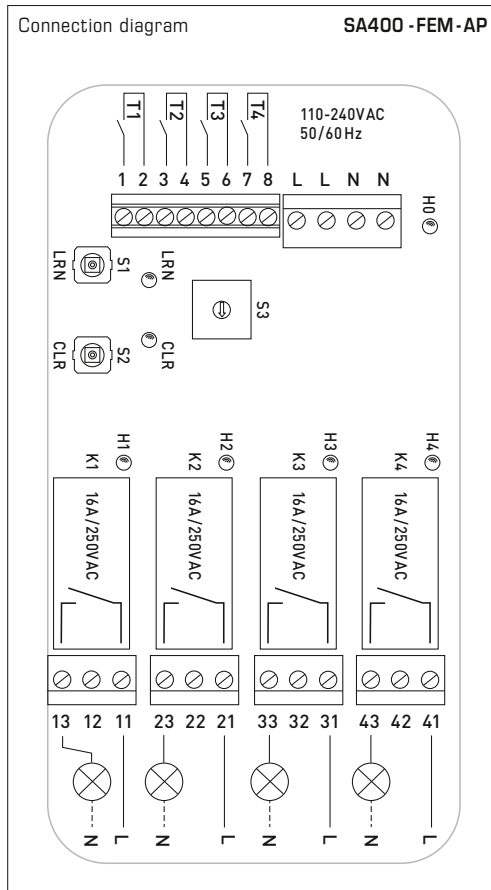 Connection diagram SA400 -FEM-AP
T1 T2 T3 T4
110-240VAC
50/60Hz
1 2 3 4 5 6 7 8 L L N N
H0
LRN S1 LRN
S3
CLR S2 CLR
H1 H2 H3 H4
K1 K2 K3 K4
16A/250VAC 16A/250VAC 16A/250VAC 16A/250VAC
13 12 11 23 22 21 33 32 31 43 42 41
N L N L N L N L